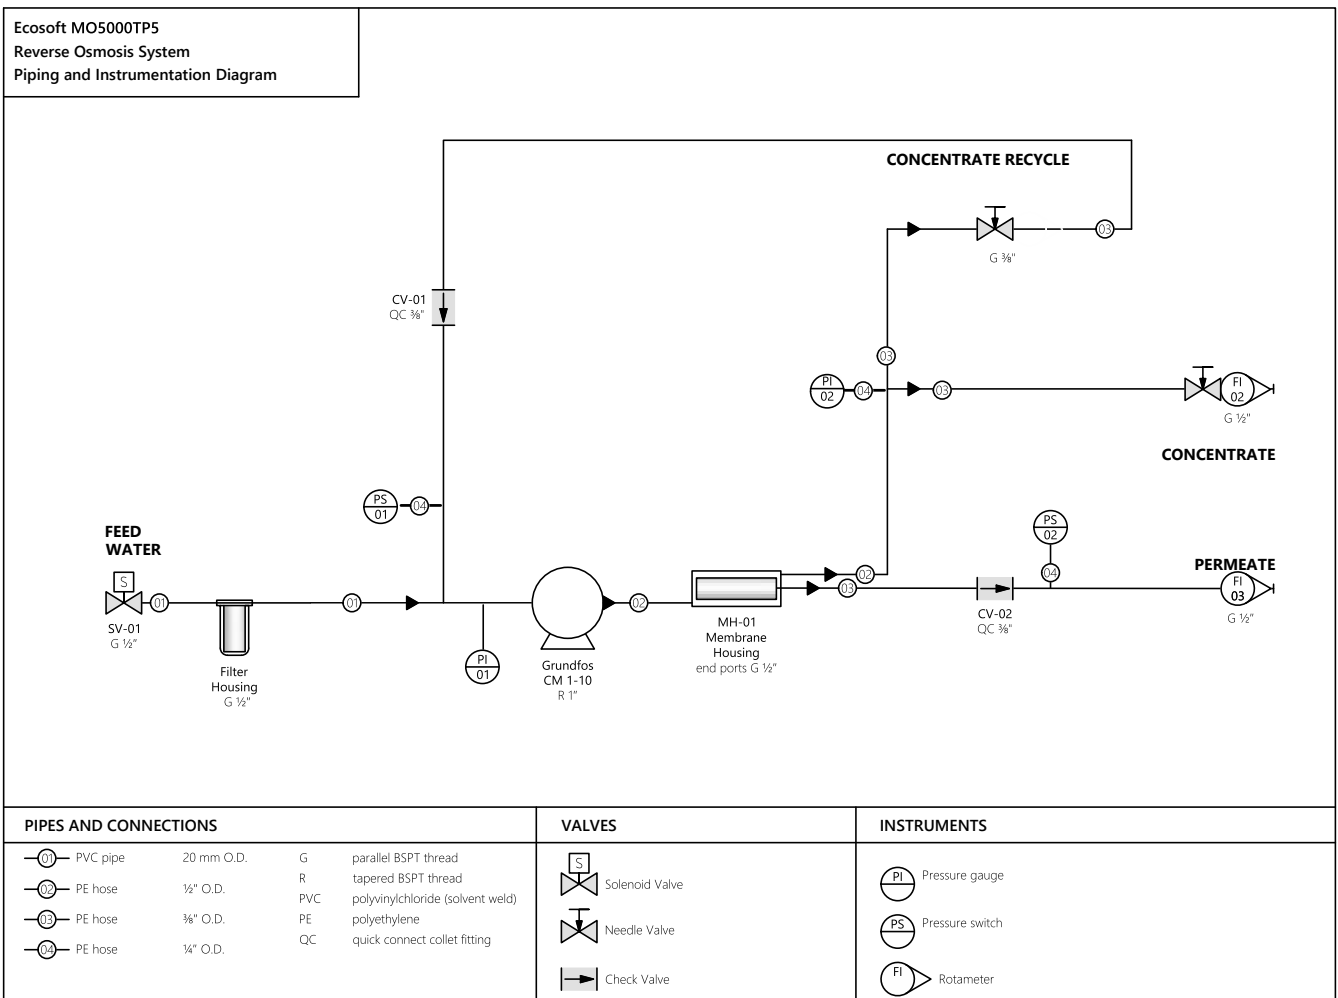 Ecosoft MO5000TP5
Reverse Osmosis System
Piping and Instrumentation Diagram
CONCENTRATE RECYCLE
03
G ⅜"
CV-01
QC ⅜"
03
PI
02
04
03
FI
02
G ½"
CONCENTRATE
PS
01
04
PS
02
FEED
WATER
S
01
01
02
02
03
04
PERMEATE
FI
03
G ½"
SV-01
G ½"
CV-02
QC ⅜"
MH-01
Membrane
Housing
end ports G ½"
PI
01
Filter
Housing
G ½"
Grundfos
CM 1-10
R 1"
PIPES AND CONNECTIONS
01 PVC pipe 20 mm O.D.
02 PE hose ½" O.D.
03 PE hose ⅜" O.D.
04 PE hose ¼" O.D.
G parallel BSPT thread
R tapered BSPT thread
PVC polyvinylchloride (solvent weld)
PE polyethylene
QC quick connect collet fitting
VALVES
S
Solenoid Valve
Needle Valve
Check Valve
INSTRUMENTS
PI Pressure gauge
PS Pressure switch
FI Rotameter